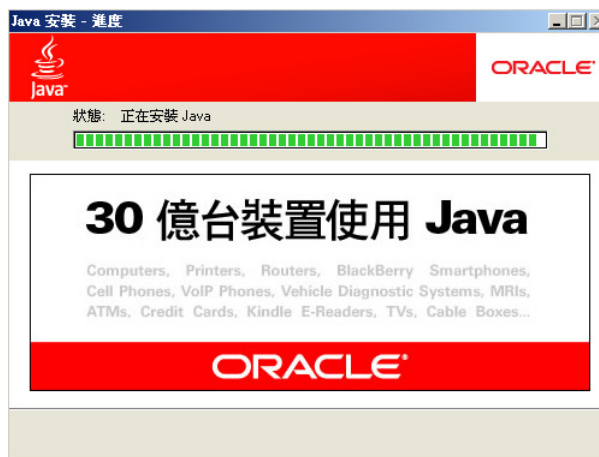 Java 安裝 - 進度
Java
ORACLE
狀態: 正在安裝 Java
30 億台裝置使用 Java
Computers, Printers, Routers, BlackBerry Smartphones,
Cell Phones, VoIP Phones, Vehicle Diagnostic Systems, MRIs,
ATMs, Credit Cards, Kindle E-Readers, TVs, Cable Boxes...
ORACLE